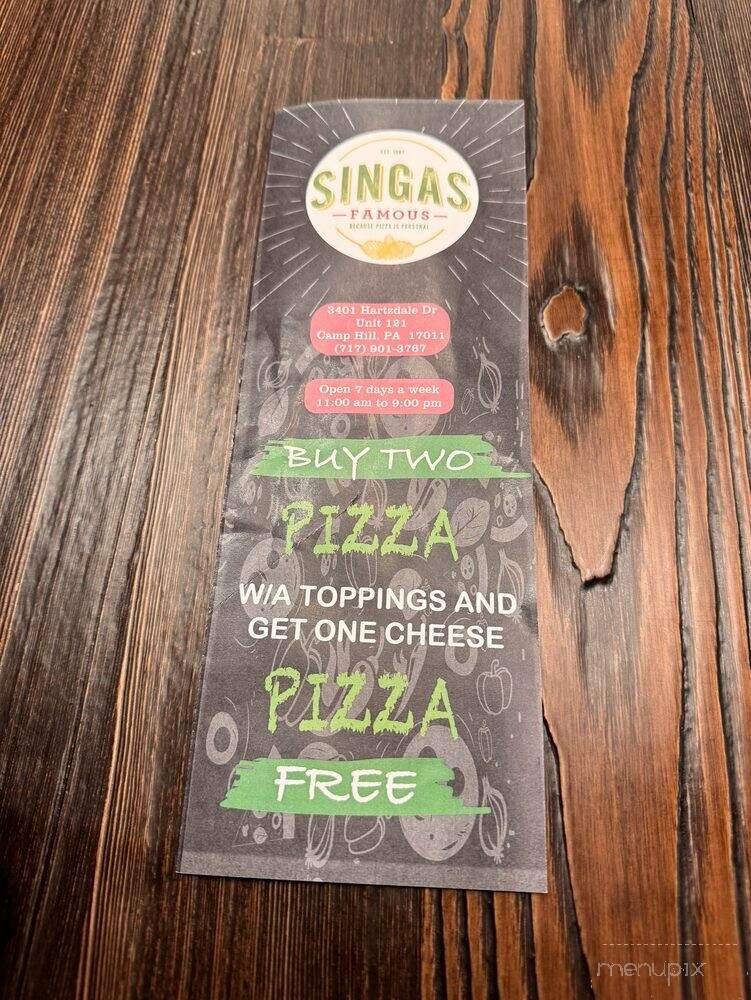 EST. 1967
SINGAS
FAMOUS
BECAUSE PIZZA IS PERSONAL
3401 Hartzdale Dr
Unit 121
Camp Hill, PA 17011
(717) 901-3767
Open 7 days a week
11:00 am to 9:00 pm
BUY TWO
PIZZA
W/A TOPPINGS AND
GET ONE CHEESE
PIZZA
FREE
menupix